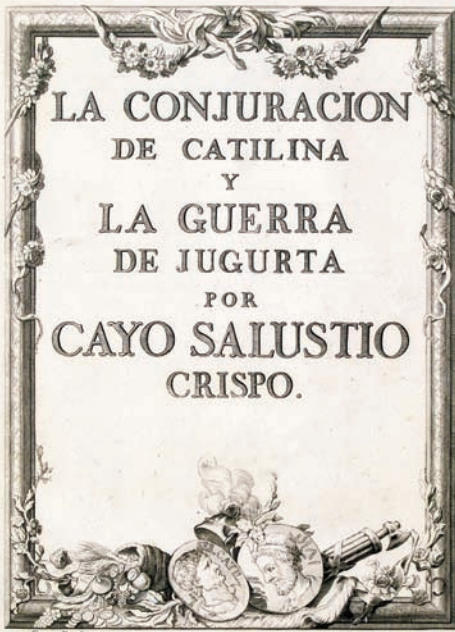 LA CONJURACION
DE CATILINA
Y
LA GUERRA
DE JUGURTA
POR
CAYO SALUSTIO
CRISPO.